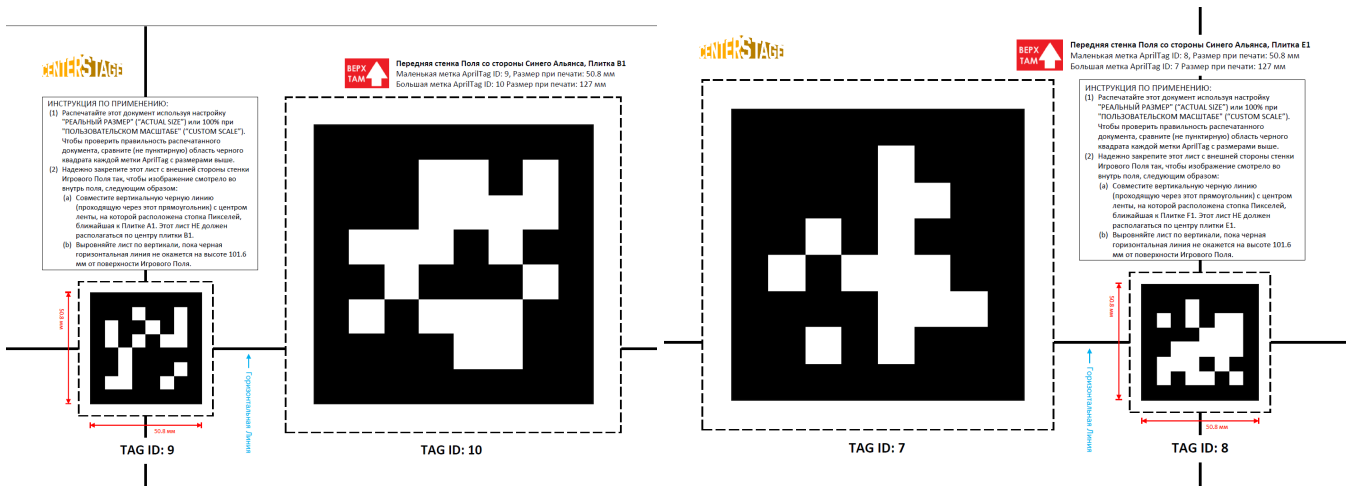 CENTERSTAGE
ВЕРХ
ТАМ
Передняя стенка Поля со стороны Синего Альянса, Плитка B1
Маленькая метка AprilTag ID: 9, Размер при печати: 50.8 мм
Большая метка AprilTag ID: 10 Размер при печати: 127 мм
ИНСТРУКЦИЯ ПО ПРИМЕНЕНИЮ:
(1) Распечатайте этот документ используя настройку
"РЕАЛЬНЫЙ РАЗМЕР" ("ACTUAL SIZE") или 100% при
"ПОЛЬЗОВАТЕЛЬСКОМ МАСШТАБЕ" ("CUSTOM SCALE").
Чтобы проверить правильность распечатанного
документа, сравните (не пунктирную) область черного
квадрата каждой метки AprilTag с размерами выше.
(2) Надежно закрепите этот лист с внешней стороны стенки
Игрового Поля так, чтобы изображение смотрело во
внутрь поля, следующим образом:
(a) Совместите вертикальную черную линию
(проходящую через этот прямоугольник) с центром
ленты, на которой расположена стопка Пикселей,
ближайшая к Плитке A1. Этот лист НЕ должен
располагаться по центру плитки B1.
(b) Выровняйте лист по вертикали, пока черная
горизонтальная линия не окажется на высоте 101.6
мм от поверхности Игрового Поля.
50.8 мм
50.8 мм
Горизонтальная Линия
TAG ID: 9
TAG ID: 10
CENTERSTAGE
ВЕРХ
ТАМ
Передняя стенка Поля со стороны Синего Альянса, Плитка E1
Маленькая метка AprilTag ID: 8, Размер при печати: 50.8 мм
Большая метка AprilTag ID: 7 Размер при печати: 127 мм
ИНСТРУКЦИЯ ПО ПРИМЕНЕНИЮ:
(1) Распечатайте этот документ используя настройку
"РЕАЛЬНЫЙ РАЗМЕР" ("ACTUAL SIZE") или 100% при
"ПОЛЬЗОВАТЕЛЬСКОМ МАСШТАБЕ" ("CUSTOM SCALE").
Чтобы проверить правильность распечатанного
документа, сравните (не пунктирную) область черного
квадрата каждой метки AprilTag с размерами выше.
(2) Надежно закрепите этот лист с внешней стороны стенки
Игрового Поля так, чтобы изображение смотрело во
внутрь поля, следующим образом:
(a) Совместите вертикальную черную линию
(проходящую через этот прямоугольник) с центром
ленты, на которой расположена стопка Пикселей,
ближайшая к Плитке F1. Этот лист НЕ должен
располагаться по центру плитки E1.
(b) Выровняйте лист по вертикали, пока черная
горизонтальная линия не окажется на высоте 101.6
мм от поверхности Игрового Поля.
50.8 мм
50.8 мм
Горизонтальная Линия
TAG ID: 7
TAG ID: 8